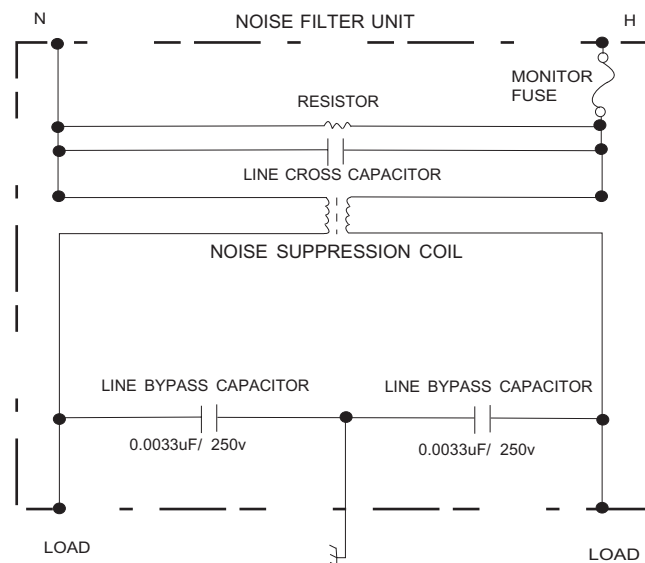 N
NOISE FILTER UNIT
H
MONITOR
FUSE
RESISTOR
LINE CROSS CAPACITOR
NOISE SUPPRESSION COIL
LINE BYPASS CAPACITOR
LINE BYPASS CAPACITOR
0.0033uF/ 250v
0.0033uF/ 250v
LOAD
LOAD